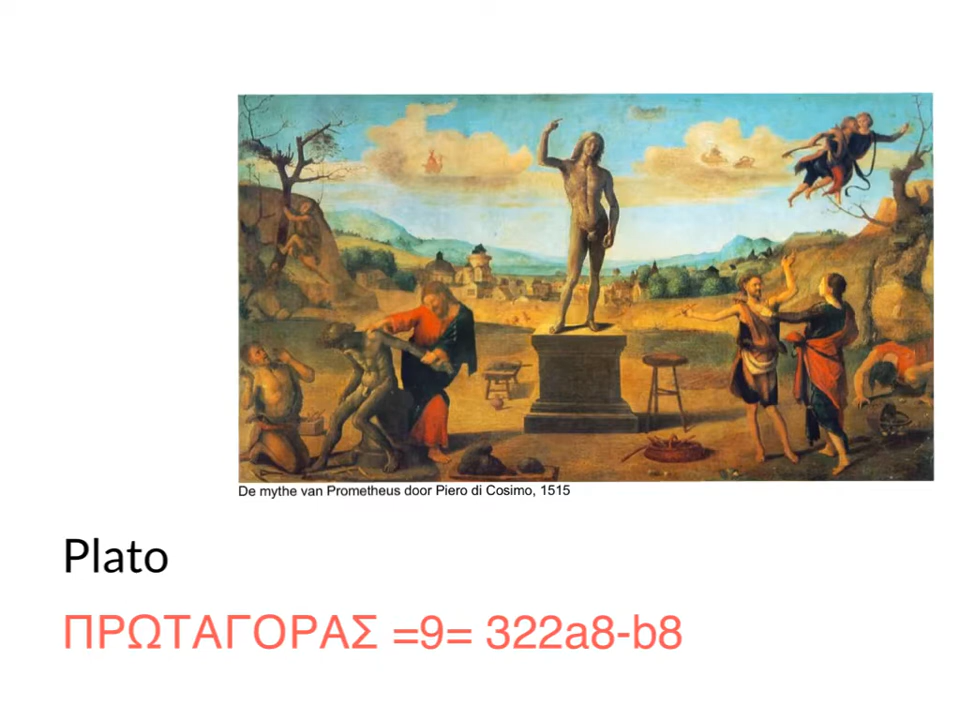 De mythe van Prometheus door Piero di Cosimo, 1515
Plato
ΠΡΩΤΑΓΟΡΑΣ =9= 322a8-b8